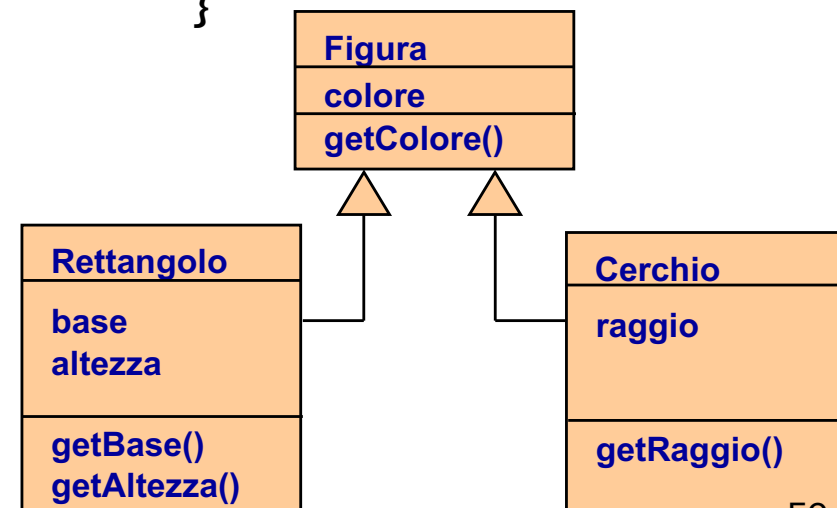 }
Figura
colore
getColore()
Rettangolo
base
altezza
getBase()
getAltezza()
Cerchio
raggio
getRaggio()